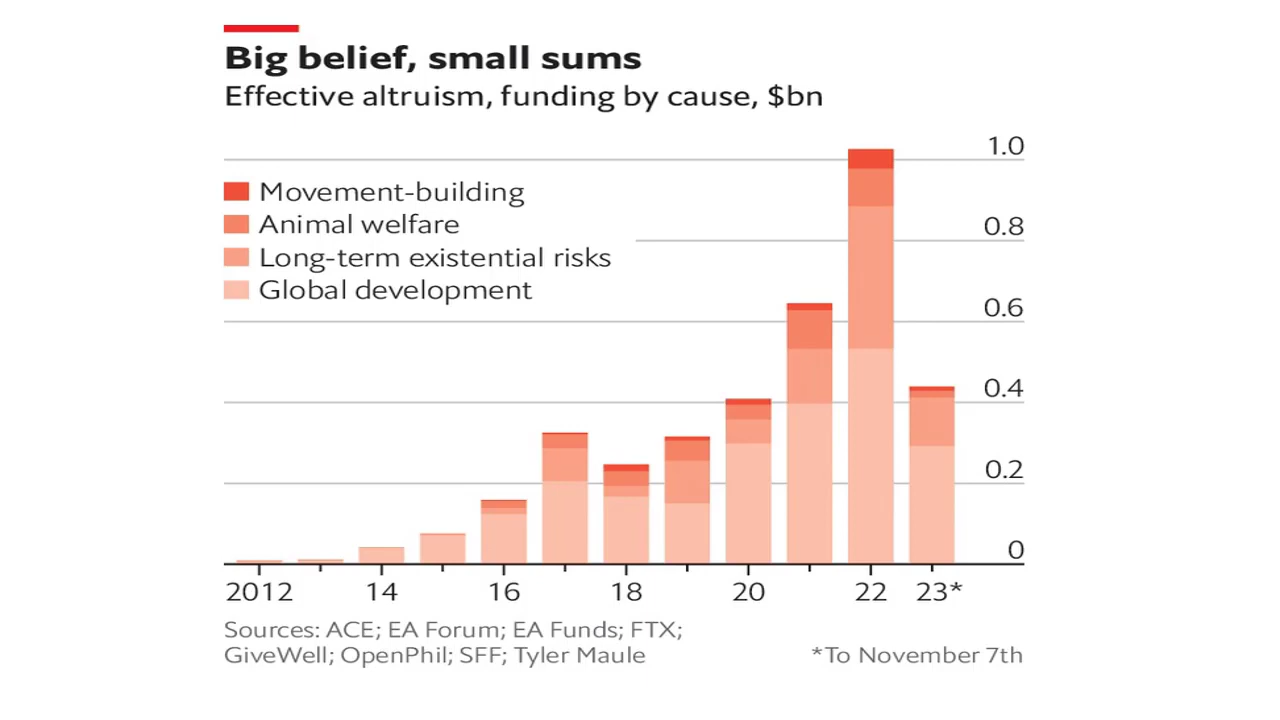 Big belief, small sums
Effective altruism, funding by cause, $bn
1.0
Movement-building
Animal welfare
0.8
Long-term existential risks
Global development
0.6
0.4
0.2
0
2012 14 16 18 20 22 23*
Sources: ACE; EA Forum; EA Funds; FTX;
GiveWell; OpenPhil; SFF; Tyler Maule
*To November 7th